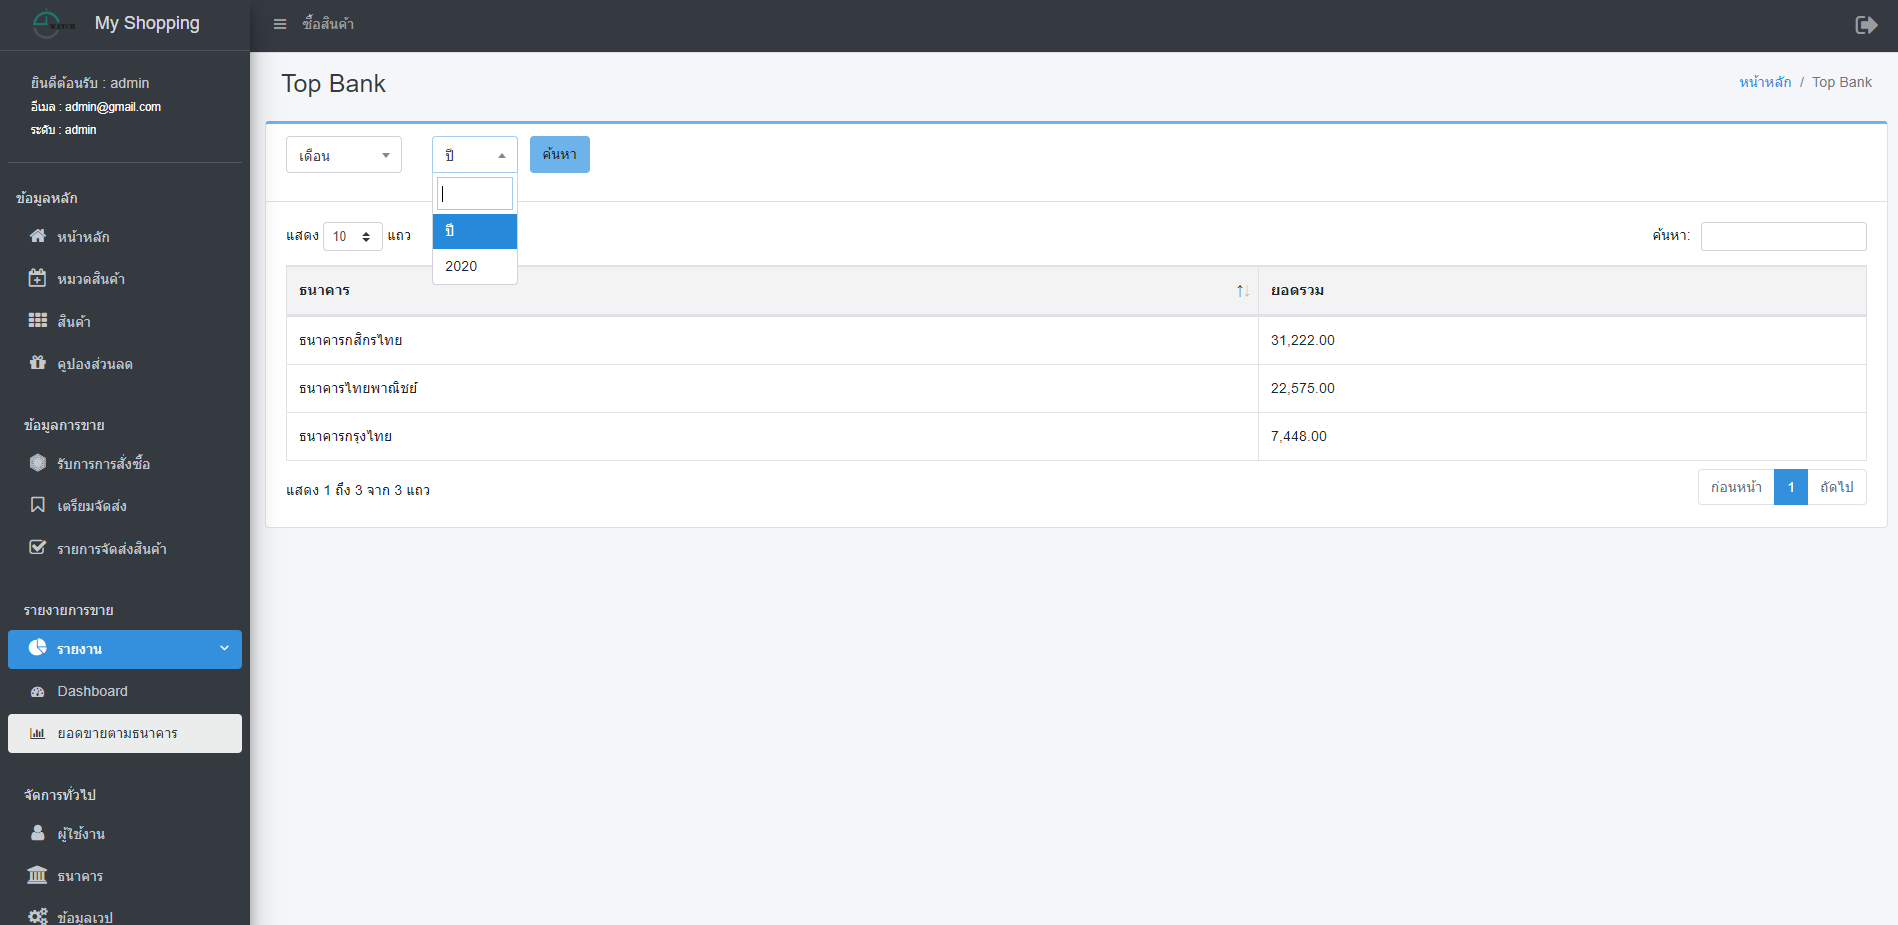 WATCH
My Shopping
ซื้อสินค้า
ยินดีต้อนรับ : admin
อีเมล : admin@gmail.com
ระดับ : admin
ข้อมูลหลัก
หน้าหลัก
หมวดสินค้า
สินค้า
คูปองส่วนลด
ข้อมูลการขาย
รับการการสั่งซื้อ
เตรียมจัดส่ง
รายการจัดส่งสินค้า
รายงายการขาย
รายงาน
Dashboard
ยอดขายตามธนาคาร
จัดการทั่วไป
ผู้ใช้งาน
ธนาคาร
ข้อมูลเวป
Top Bank
หน้าหลัก / Top Bank
เดือน ปี ค้นหา
ปี
2020
แสดง 10 แถว
ค้นหา:
ธนาคาร ยอดรวม
ธนาคารกสิกรไทย 31,222.00
ธนาคารไทยพาณิชย์ 22,575.00
ธนาคารกรุงไทย 7,448.00
แสดง 1 ถึง 3 จาก 3 แถว
ก่อนหน้า 1 ถัดไป